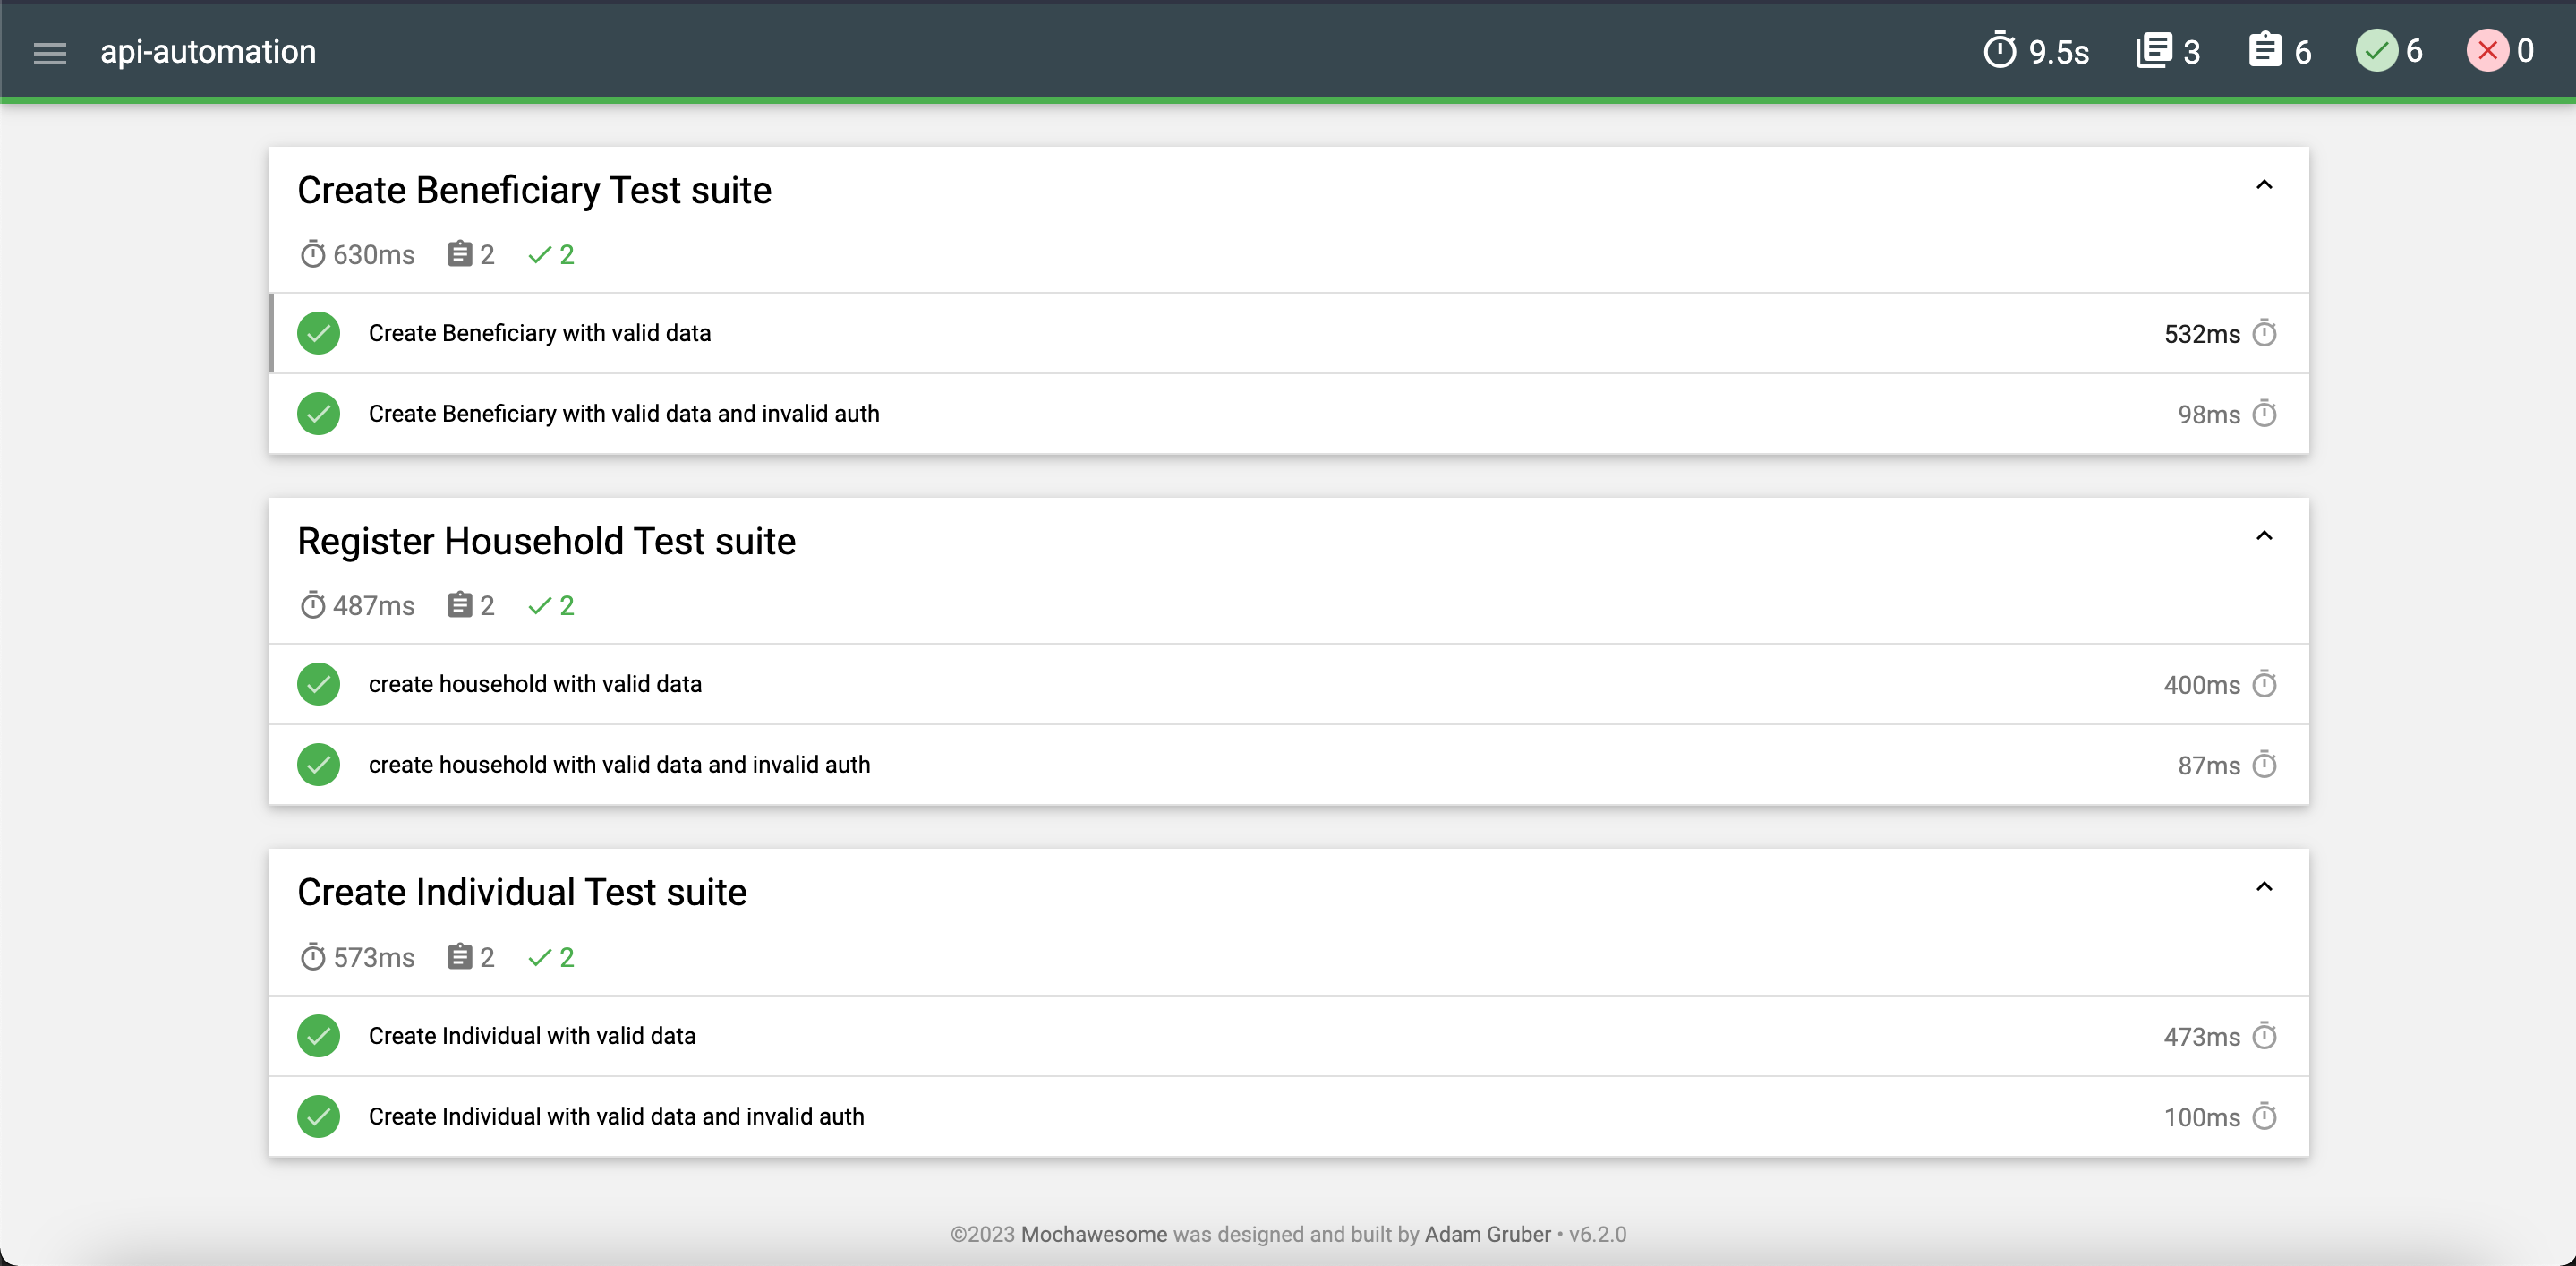 api-automation 9.5s 3 6 6 0
Create Beneficiary Test suite
630ms 2 2
Create Beneficiary with valid data 532ms
Create Beneficiary with valid data and invalid auth 98ms
Register Household Test suite
487ms 2 2
create household with valid data 400ms
create household with valid data and invalid auth 87ms
Create Individual Test suite
573ms 2 2
Create Individual with valid data 473ms
Create Individual with valid data and invalid auth 100ms
©2023 Mochawesome was designed and built by Adam Gruber • v6.2.0